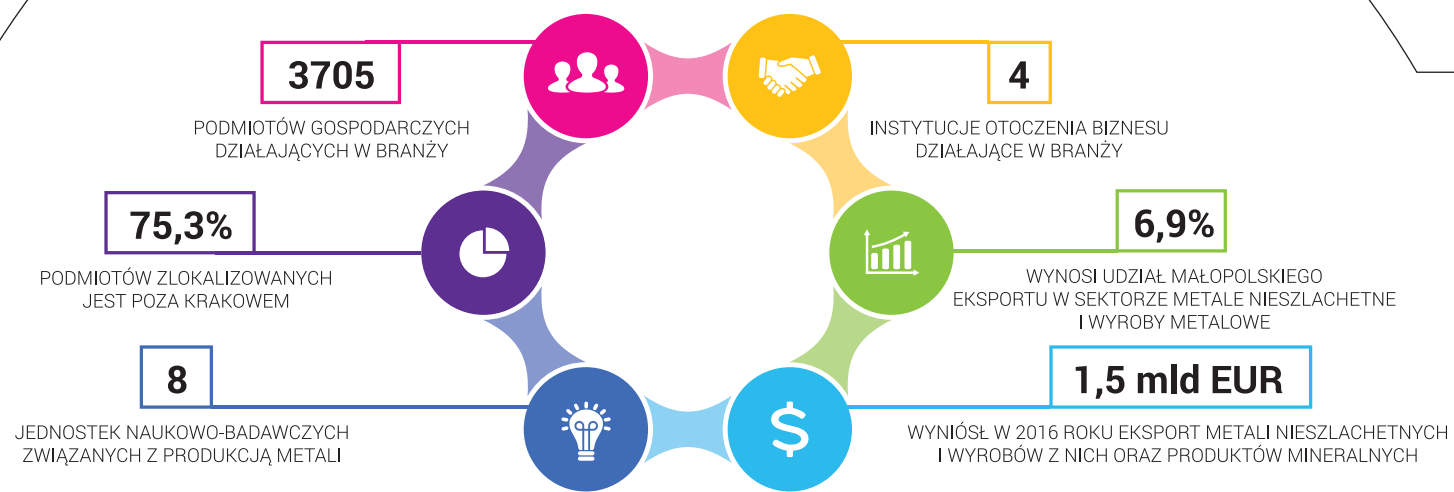 3705
PODMIOTÓW GOSPODARCZYCH
DZIAŁAJĄCYCH W BRANŻY
4
INSTYTUCJE OTOCZENIA BIZNESU
DZIAŁAJĄCE W BRANŻY
75,3%
PODMIOTÓW ZLOKALIZOWANYCH
JEST POZA KRAKOWEM
6,9%
WYNOSI UDZIAŁ MAŁOPOLSKIEGO
EKSPORTU W SEKTORZE METALE NIESZLACHETNE
I WYROBY METALOWE
8
JEDNOSTEK NAUKOWO-BADAWCZYCH
ZWIĄZANYCH Z PRODUKCJĄ METALI
$
1,5 mld EUR
WYNIÓSŁ W 2016 ROKU EKSPORT METALI NIESZLACHETNYCH
I WYROBÓW Z NICH ORAZ PRODUKTÓW MINERALNYCH